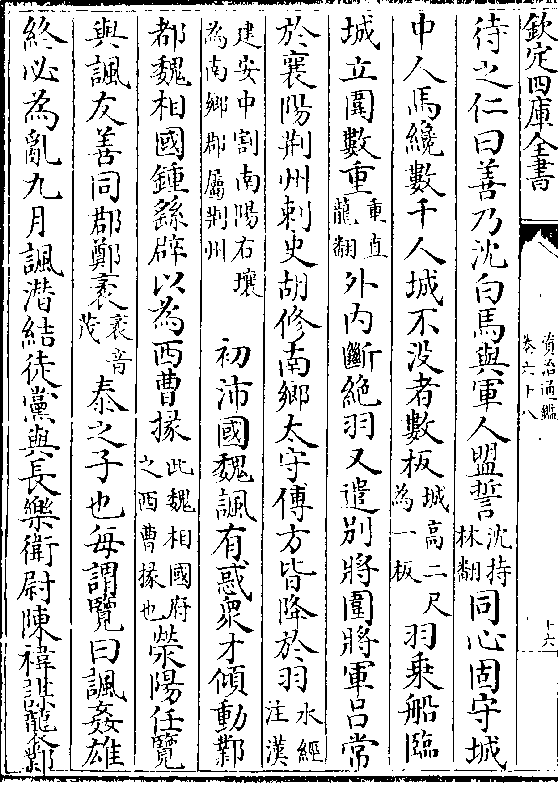 欽定四庫全書
資治通鑑
卷六十八
十六
待之仁曰善乃沈白馬與軍人盟誓沈持林翻同心固守城
中人馬纔數千人城不没者數板城高二尺為一板羽乗船臨
城立圍數重重直龍翻外内斷絶羽又遣别將圍將軍吕常
於襄陽荆州刺史胡修南鄉太守傅方皆降於羽水經注漢
建安中割南陽右壤為南鄉郡屬荆州初沛國魏諷有惑衆才傾動鄴
都魏相國鍾繇辟以為西曹掾此魏相國府之西曹掾也滎陽任覽
與諷友善同郡鄭袤袤音茂泰之子也每謂覽曰諷姦雄
終必為亂九月諷潜結徒黨與長樂衛尉陳禕謀襲鄴